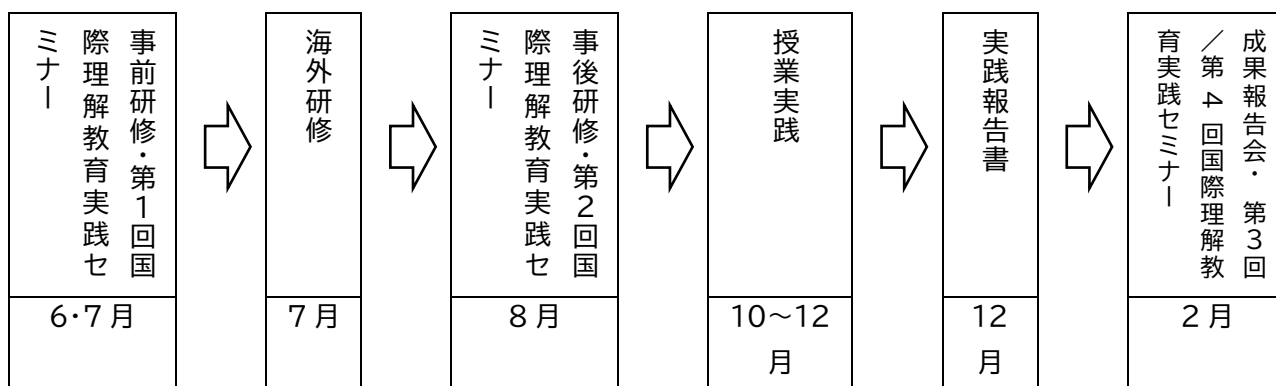 事前研修・第1回国
際理解教育実践セ
ミナー
6・7月
海外研修
7月
事後研修・第2回国
際理解教育実践セ
ミナー
8月
授業実践
10～12
月
実践報告書
12
月
成果報告会・ 第3回
／第4回国際理解教
育実践セミナー
2月